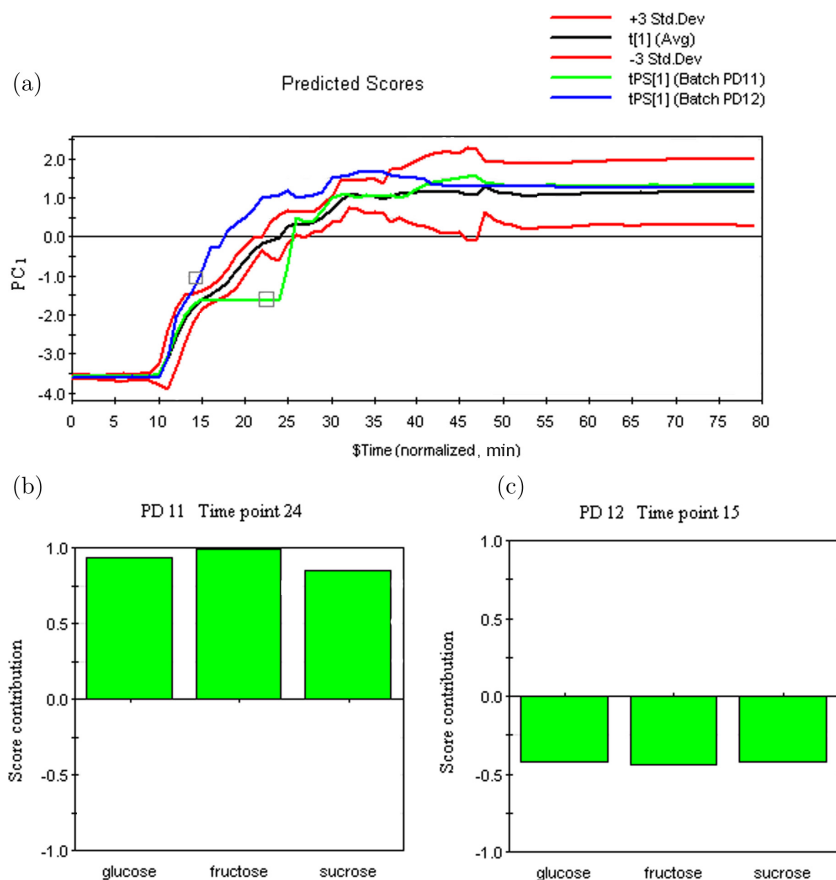 +3 Std.Dev
t[1] (Avg)
-3 Std.Dev
tPS[1] (Batch PD11)
tPS[1] (Batch PD12)
(a)
Predicted Scores
2.0
1.0
0.0
-1.0
-2.0
-3.0
-4.0
PC1
0 5 10 15 20 25 30 35 40 45 50 55 60 65 70 75 80
$Time (normalized, min)
(b)
PD 11 Time point 24
1.0
0.5
0.0
-0.5
-1.0
Score contribution
glucose fructose sucrose
(c)
PD 12 Time point 15
1.0
0.5
0.0
-0.5
-1.0
Score contribution
glucose fructose sucrose